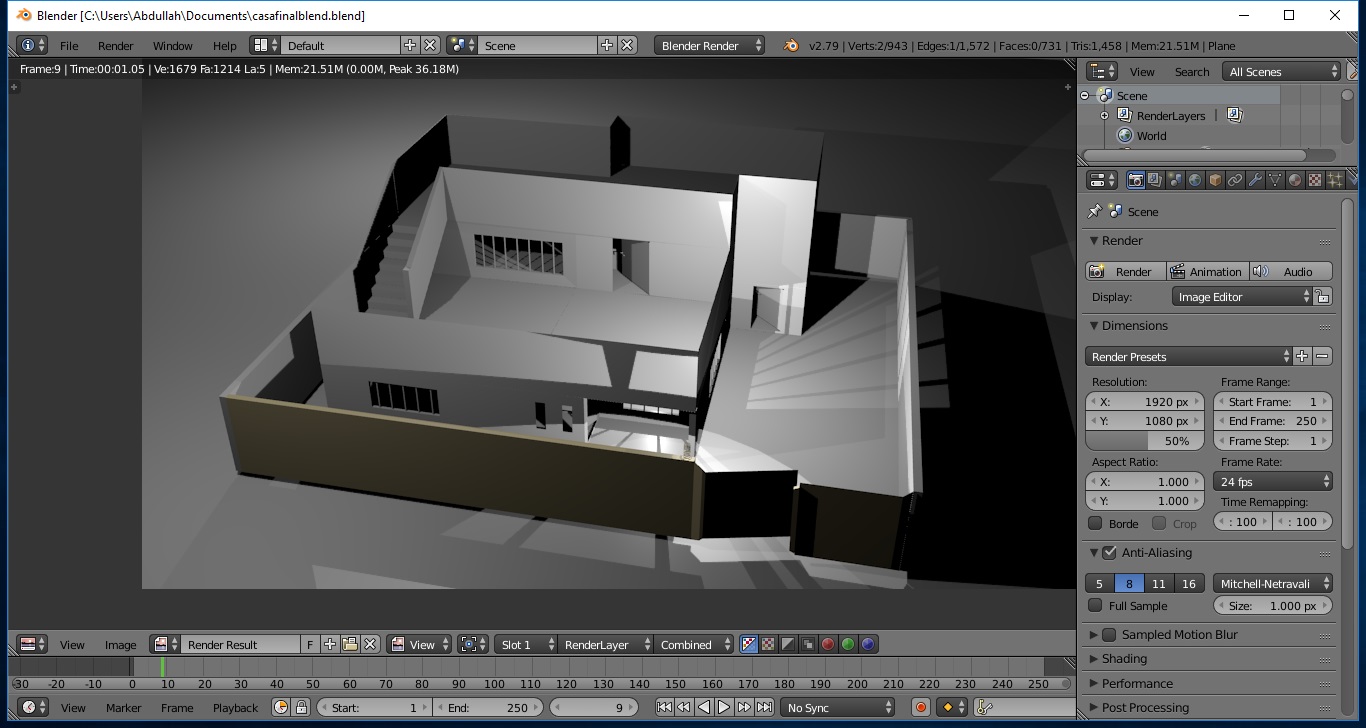 Blender [C:\Users\Abdullah\Documents\casafinalblend.blend]
File Render Window Help Default Scene Blender Render v2.79 | Verts:2/943 | Edges:1/1,572 | Faces:0/731 | Tris:1,458 | Mem:21.51M | Plane
Frame:9 | Time:00:01.05 | Ve:1679 Fa:1214 La:5 | Mem:21.51M (0.00M, Peak 36.18M)
View Search All Scenes
Scene
RenderLayers |
World
Scene
Render
Render Animation Audio
Display: Image Editor
Dimensions
Render Presets
Resolution: Frame Range:
X: 1920 px Start Frame: 1
Y: 1080 px End Frame: 250
50% Frame Step: 1
Aspect Ratio: Frame Rate:
X: 1.000 24 fps
Y: 1.000 Time Remapping:
Borde Crop : 100 : 100
Anti-Aliasing
5 8 11 16 Mitchell-Netravali
Full Sample Size: 1.000 px
Sampled Motion Blur
Shading
Performance
Post Processing
View Image Render Result F View Slot 1 RenderLayer Combined
-30 -20 -10 0 10 20 30 40 50 60 70 80 90 100 110 120 130 140 150 160 170 180 190 200 210 220 230 240 250
View Marker Frame Playback Start: 1 End: 250 9 No Sync